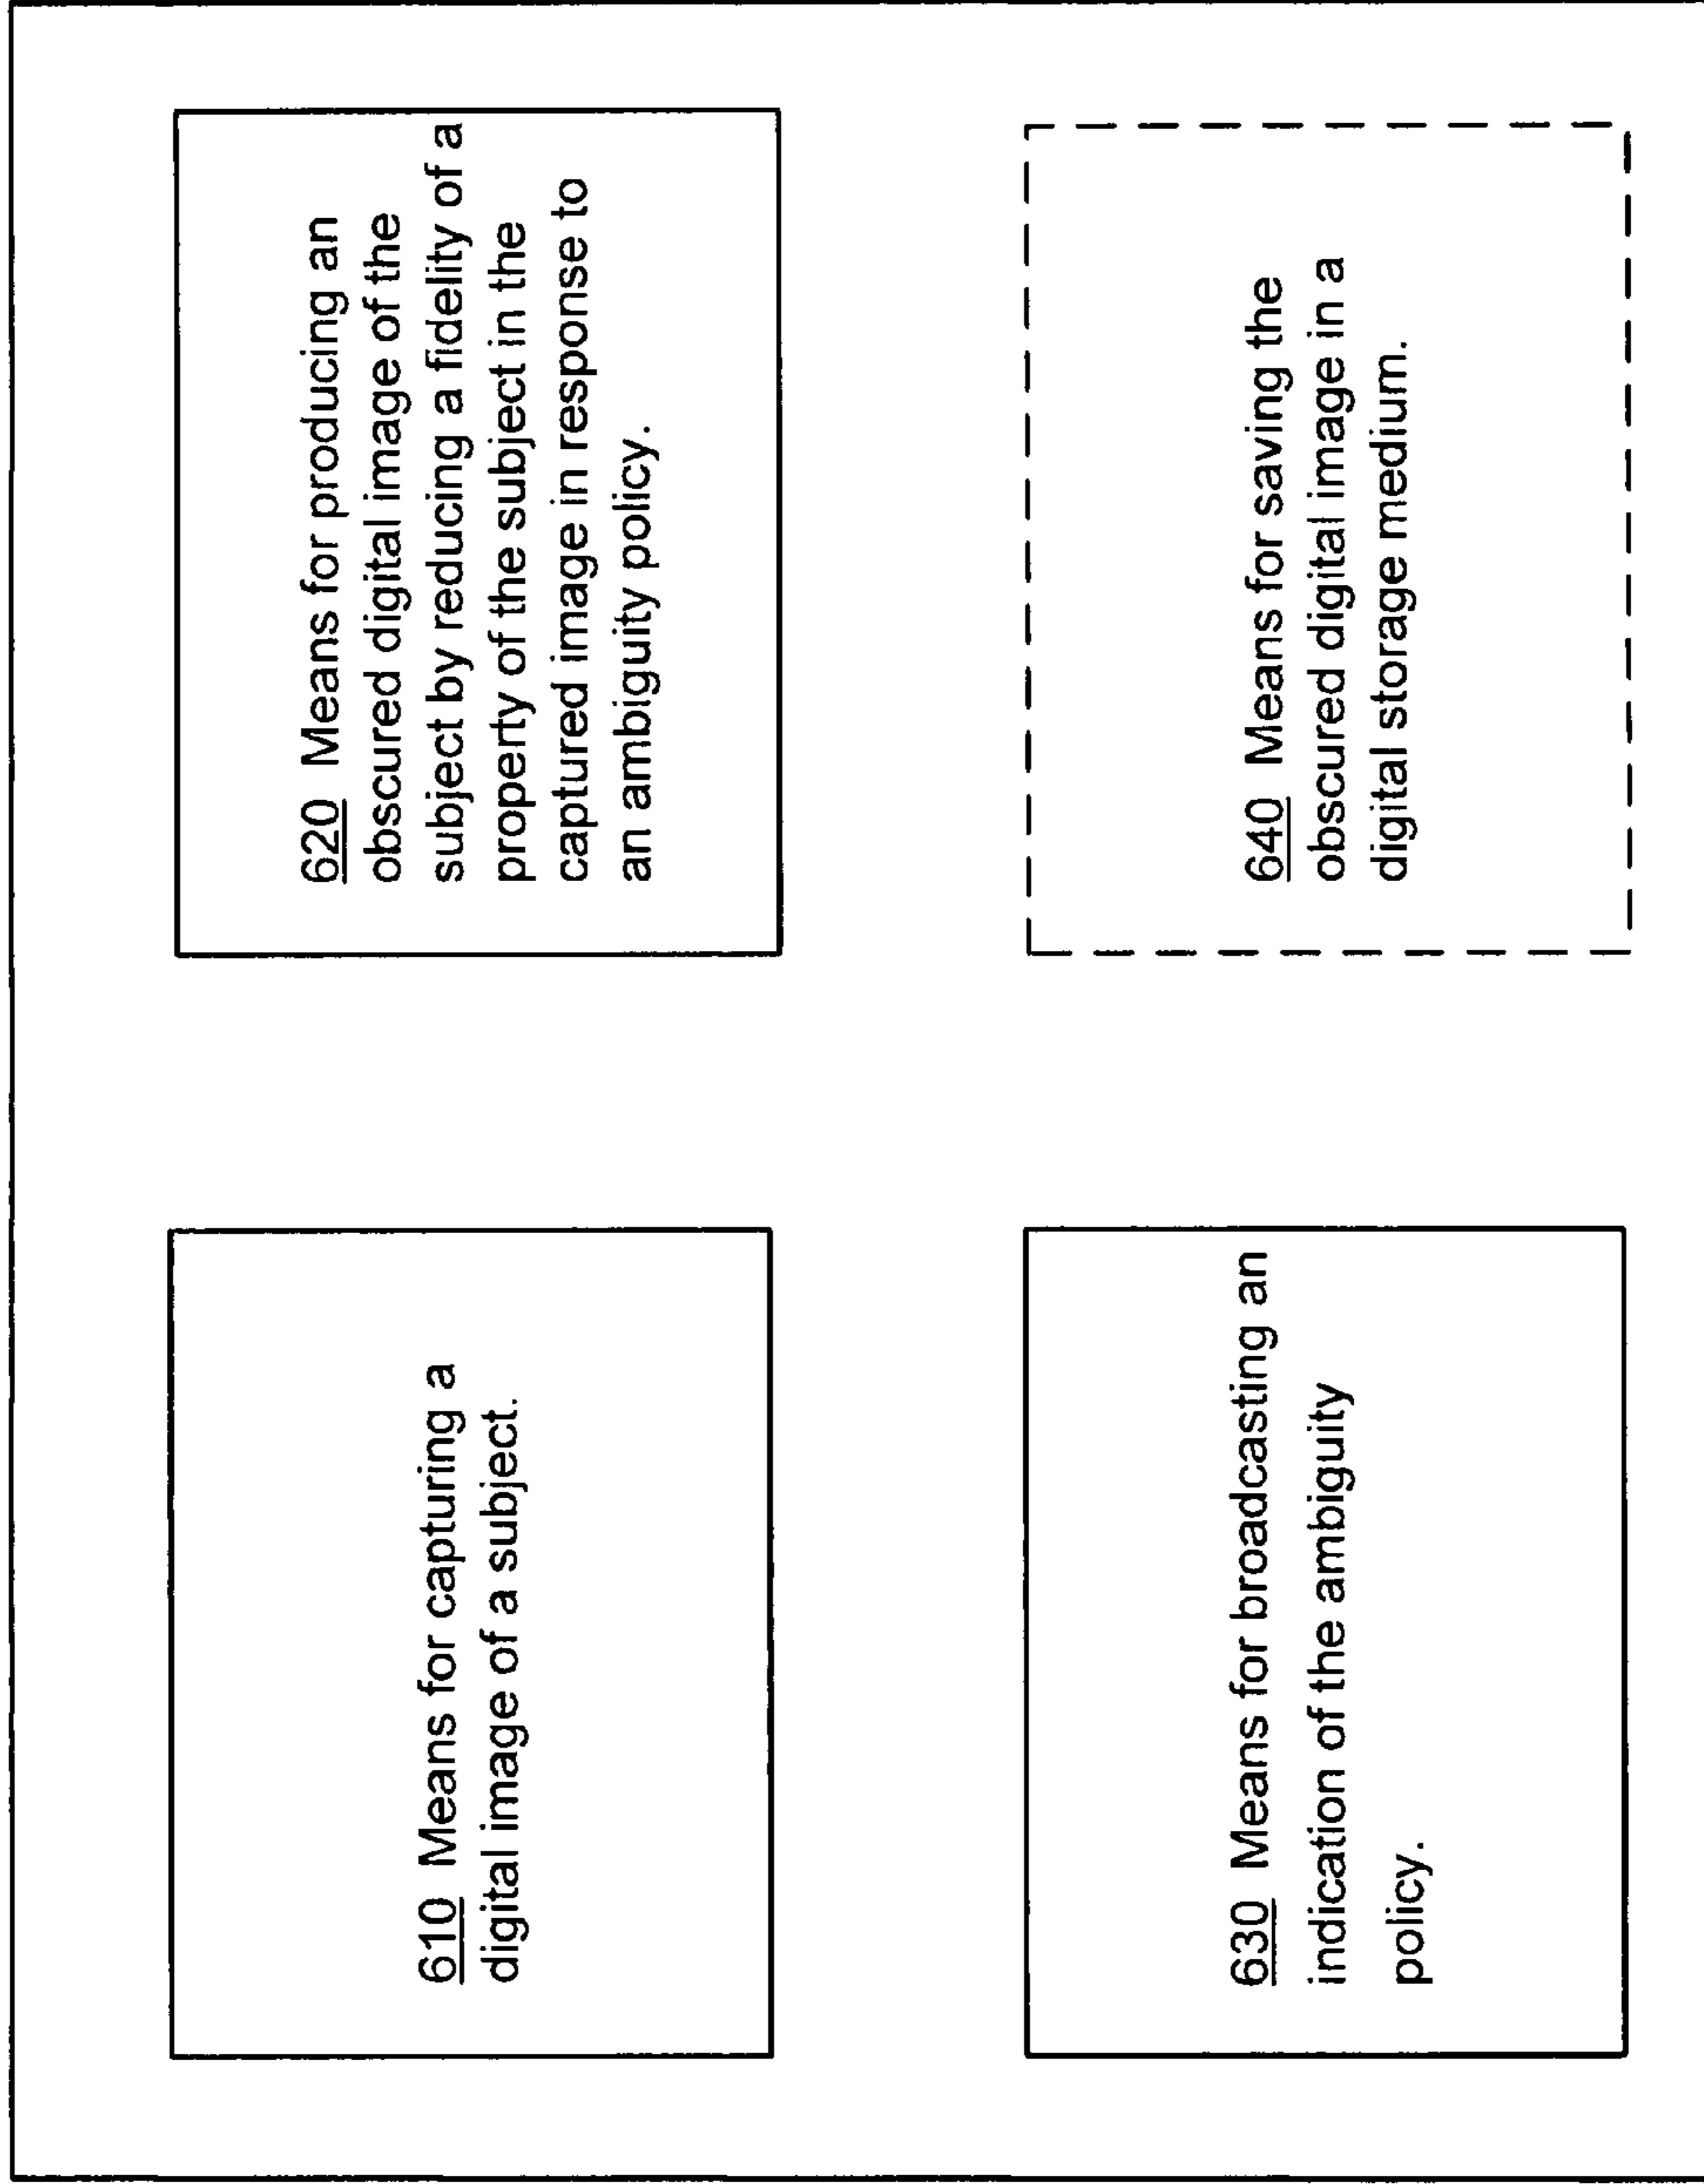 610 Means for capturing a
digital image of a subject.
620 Means for producing an
obscured digital image of the
subject by reducing a fidelity of a
property of the subject in the
captured image in response to
an ambiguity policy.
630 Means for broadcasting an
indication of the ambiguity
policy.
640 Means for saving the
obscured digital image in a
digital storage medium.